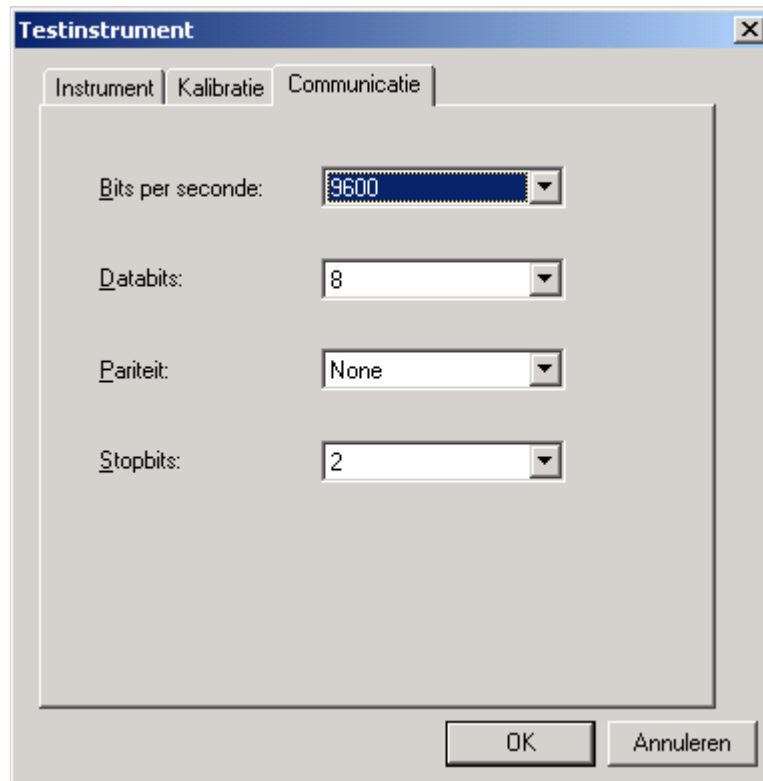 Testinstrument
Instrument Kalibratie Communicatie
Bits per seconde: 9600
Databits: 8
Pariteit: None
Stopbits: 2
OK Annuleren